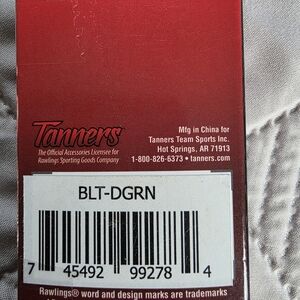 Tanners
The Official Accessories Licensee for
Rawlings Sporting Goods Company
Mfg in China for
Tanners Team Sports Inc.
Hot Springs, AR 71913
1-800-826-6373 • tanners.com
BLT-DGRN
7 45492 99278 4
Rawlings® word and design marks are trademarks